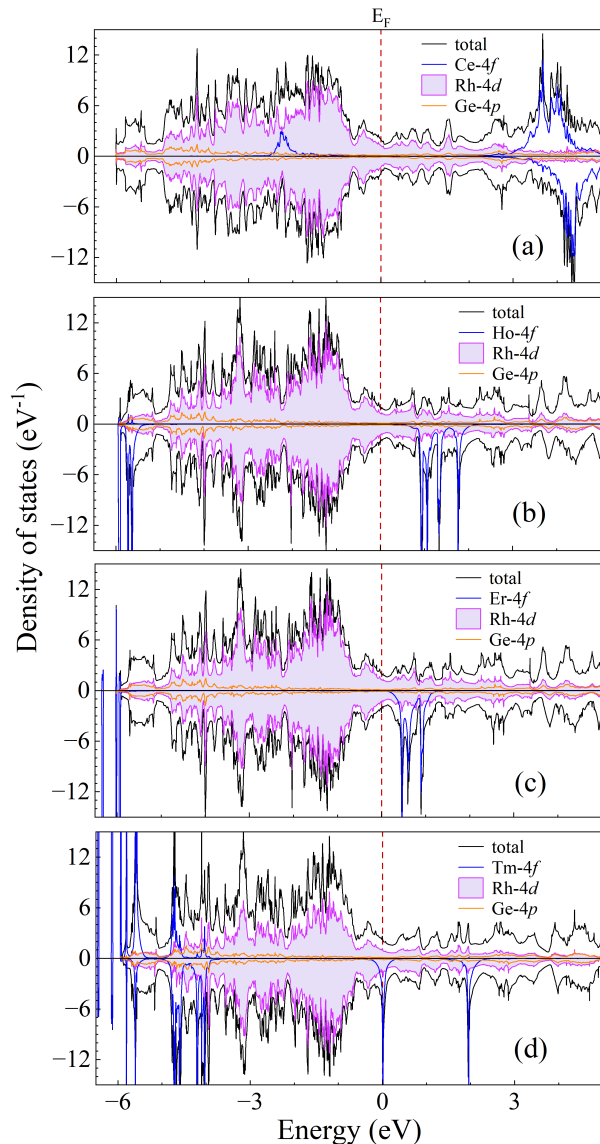 E_F
total
Ce-4f
Rh-4d
Ge-4p
12
6
0
−6
−12
(a)
total
Ho-4f
Rh-4d
Ge-4p
12
6
0
−6
−12
(b)
Density of states (eV⁻¹)
total
Er-4f
Rh-4d
Ge-4p
12
6
0
−6
−12
(c)
total
Tm-4f
Rh-4d
Ge-4p
12
6
0
−6
−12
(d)
−6 −3 0 3
Energy (eV)